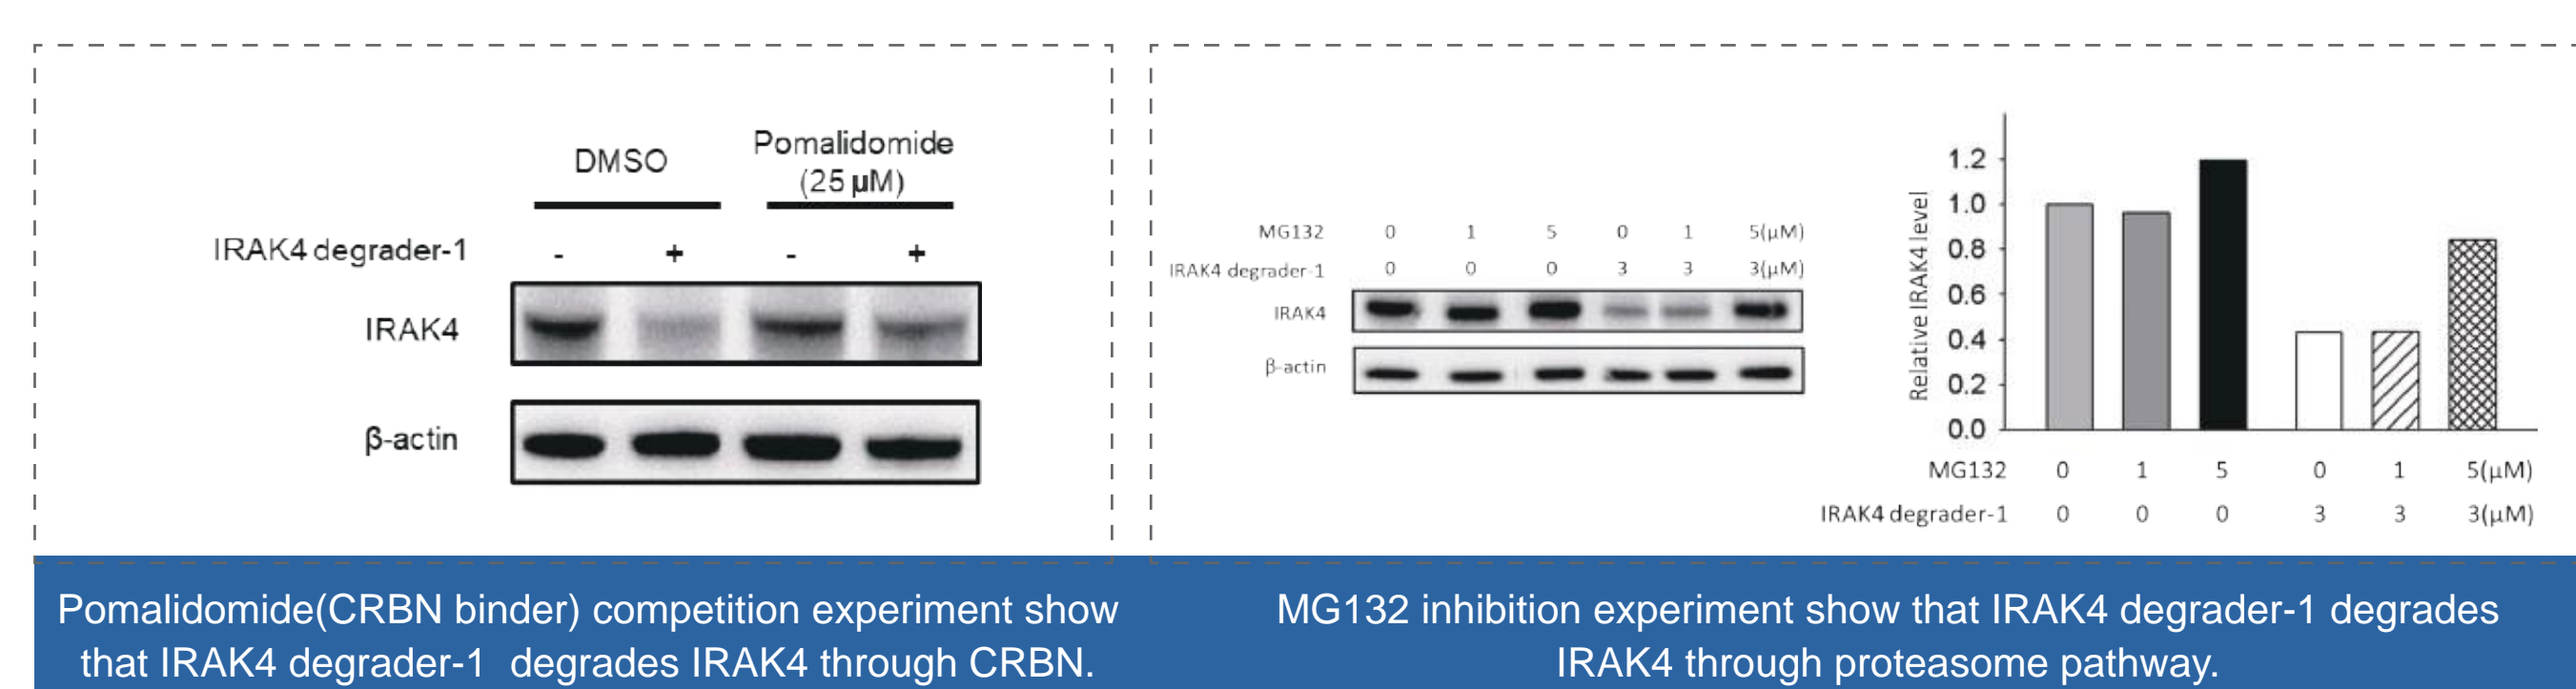 DMSO
Pomalidomide
(25 μM)
IRAK4 degrader-1 - + - +
IRAK4
β-actin
MG132 0 1 5 0 1 5(μM)
IRAK4 degrader-1 0 0 0 3 3 3(μM)
IRAK4
β-actin
Relative IRAK4 level
1.2
1.0
0.8
0.6
0.4
0.2
0.0
MG132 0 1 5 0 1 5(μM)
IRAK4 degrader-1 0 0 0 3 3 3(μM)
Pomalidomide(CRBN binder) competition experiment show
that IRAK4 degrader-1 degrades IRAK4 through CRBN.
MG132 inhibition experiment show that IRAK4 degrader-1 degrades
IRAK4 through proteasome pathway.